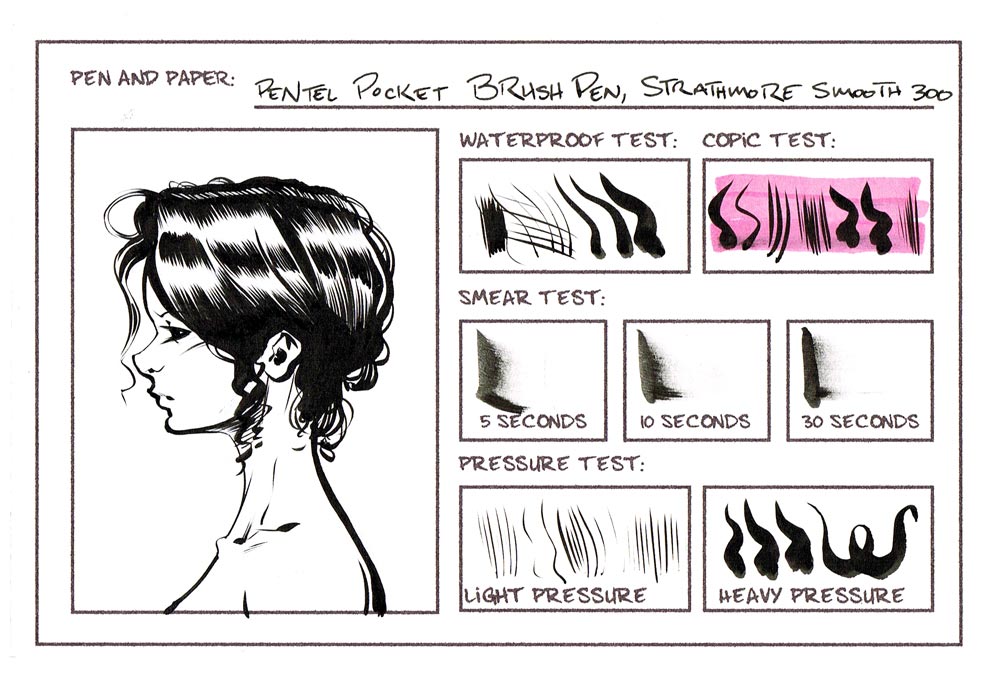 PEN AND PAPER: PENTEL POCKET BRUSH PEN, STRATHMORE SMOOTH 300
WATERPROOF TEST: COPIC TEST:
SMEAR TEST:
5 SECONDS 10 SECONDS 30 SECONDS
PRESSURE TEST:
LIGHT PRESSURE HEAVY PRESSURE